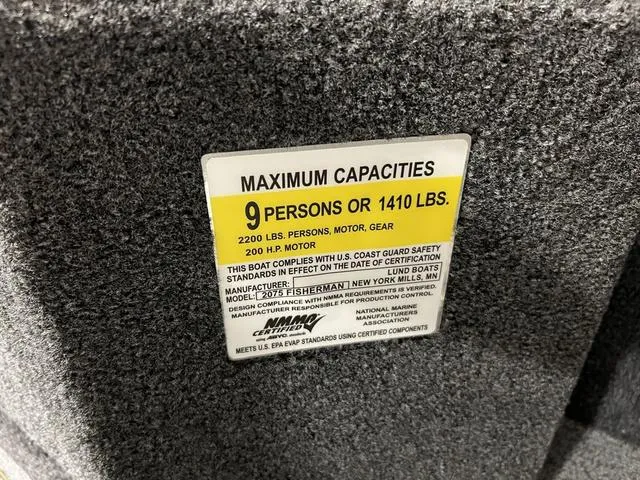 MAXIMUM CAPACITIES
9 PERSONS OR 1410 LBS.
2200 LBS. PERSONS, MOTOR, GEAR
200 H.P. MOTOR
THIS BOAT COMPLIES WITH U.S. COAST GUARD SAFETY
STANDARDS IN EFFECT ON THE DATE OF CERTIFICATION
MANUFACTURER: LUND BOATS
MODEL: 2075 FISHERMAN NEW YORK MILLS, MN
DESIGN COMPLIANCE WITH NMMA REQUIREMENTS IS VERIFIED.
MANUFACTURER RESPONSIBLE FOR PRODUCTION CONTROL.
NMMA
CERTIFIED
using ABYC standards
NATIONAL MARINE
MANUFACTURERS
ASSOCIATION
MEETS U.S. EPA EVAP STANDARDS USING CERTIFIED COMPONENTS